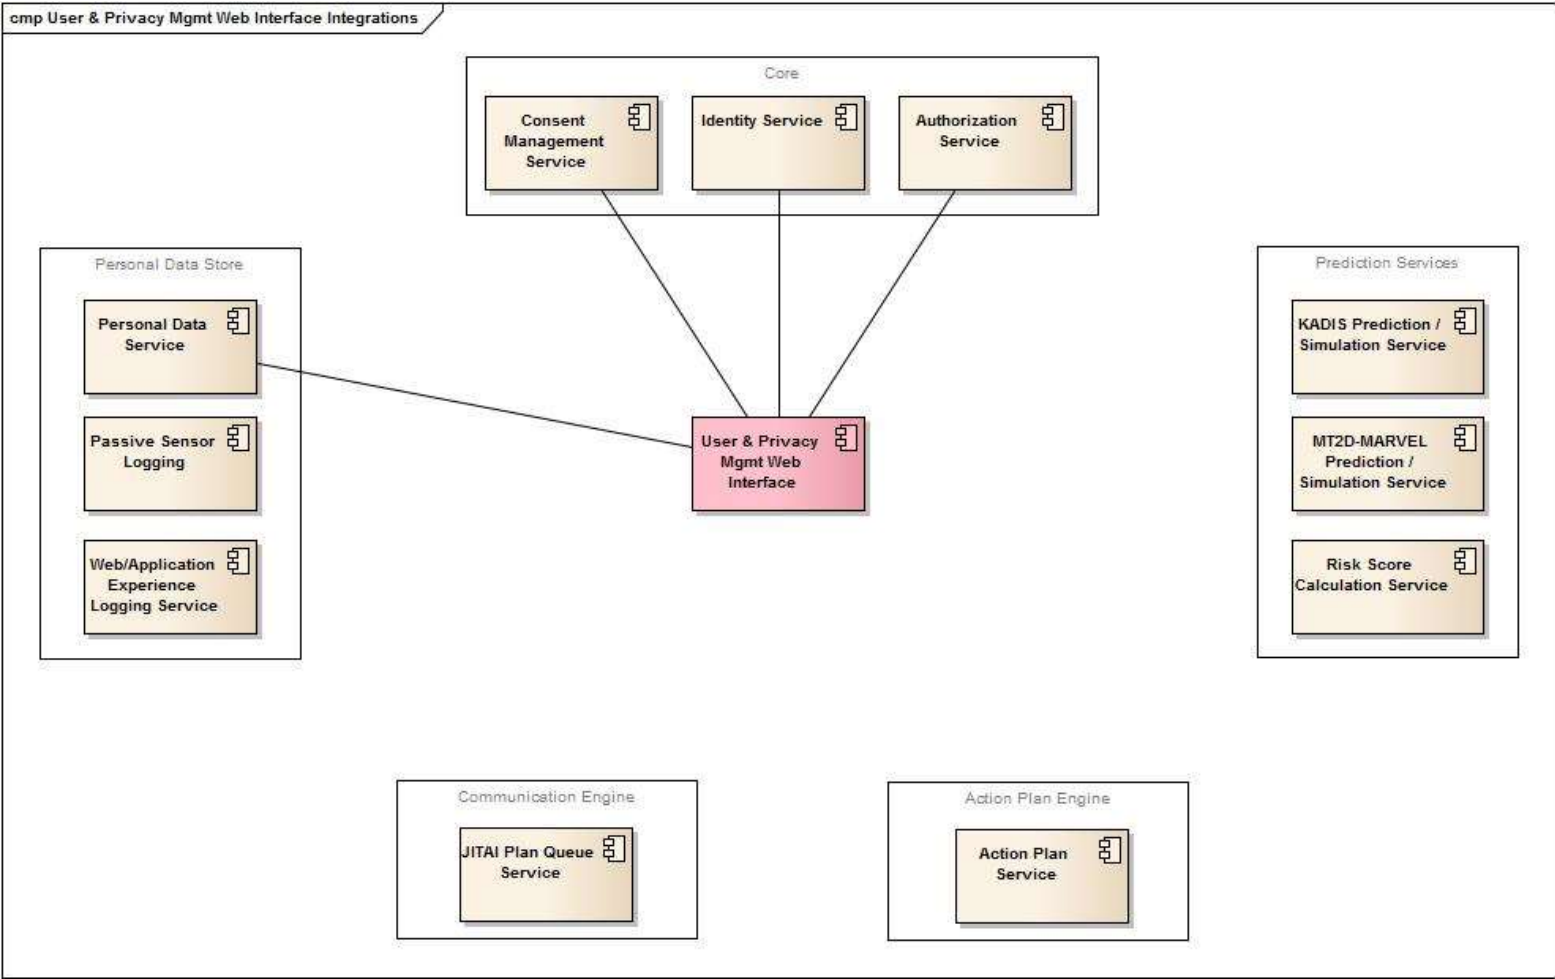 cmp User & Privacy Mgmt Web Interface Integrations
Core
Consent
Management
Service
Identity Service
Authorization
Service
Personal Data Store
Personal Data
Service
Passive Sensor
Logging
Web/Application
Experience
Logging Service
User & Privacy
Mgmt Web
Interface
Prediction Services
KADIS Prediction /
Simulation Service
MT2D-MARVEL
Prediction /
Simulation Service
Risk Score
Calculation Service
Communication Engine
JITAI Plan Queue
Service
Action Plan Engine
Action Plan
Service